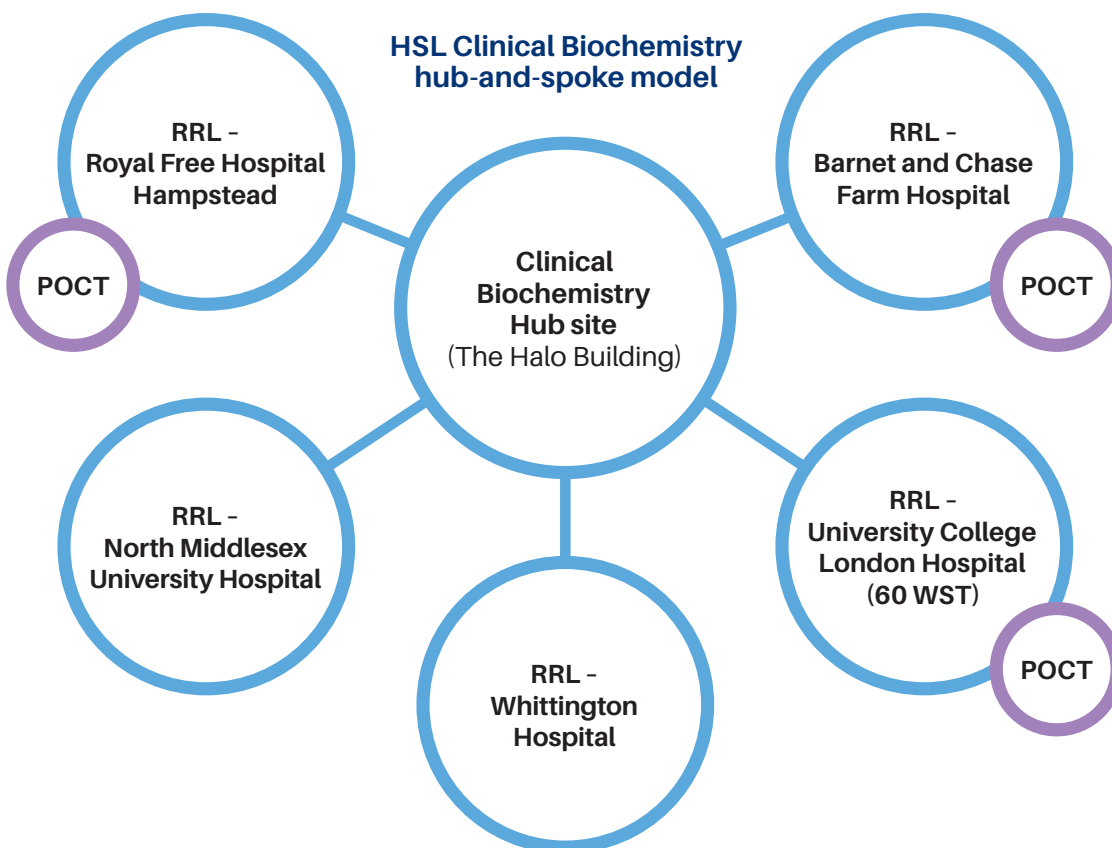 HSL Clinical Biochemistry
hub-and-spoke model
RRL –
Royal Free Hospital
Hampstead
POCT
RRL –
Barnet and Chase
Farm Hospital
POCT
Clinical
Biochemistry
Hub site
(The Halo Building)
RRL –
North Middlesex
University Hospital
RRL –
University College
London Hospital
(60 WST)
POCT
RRL –
Whittington
Hospital